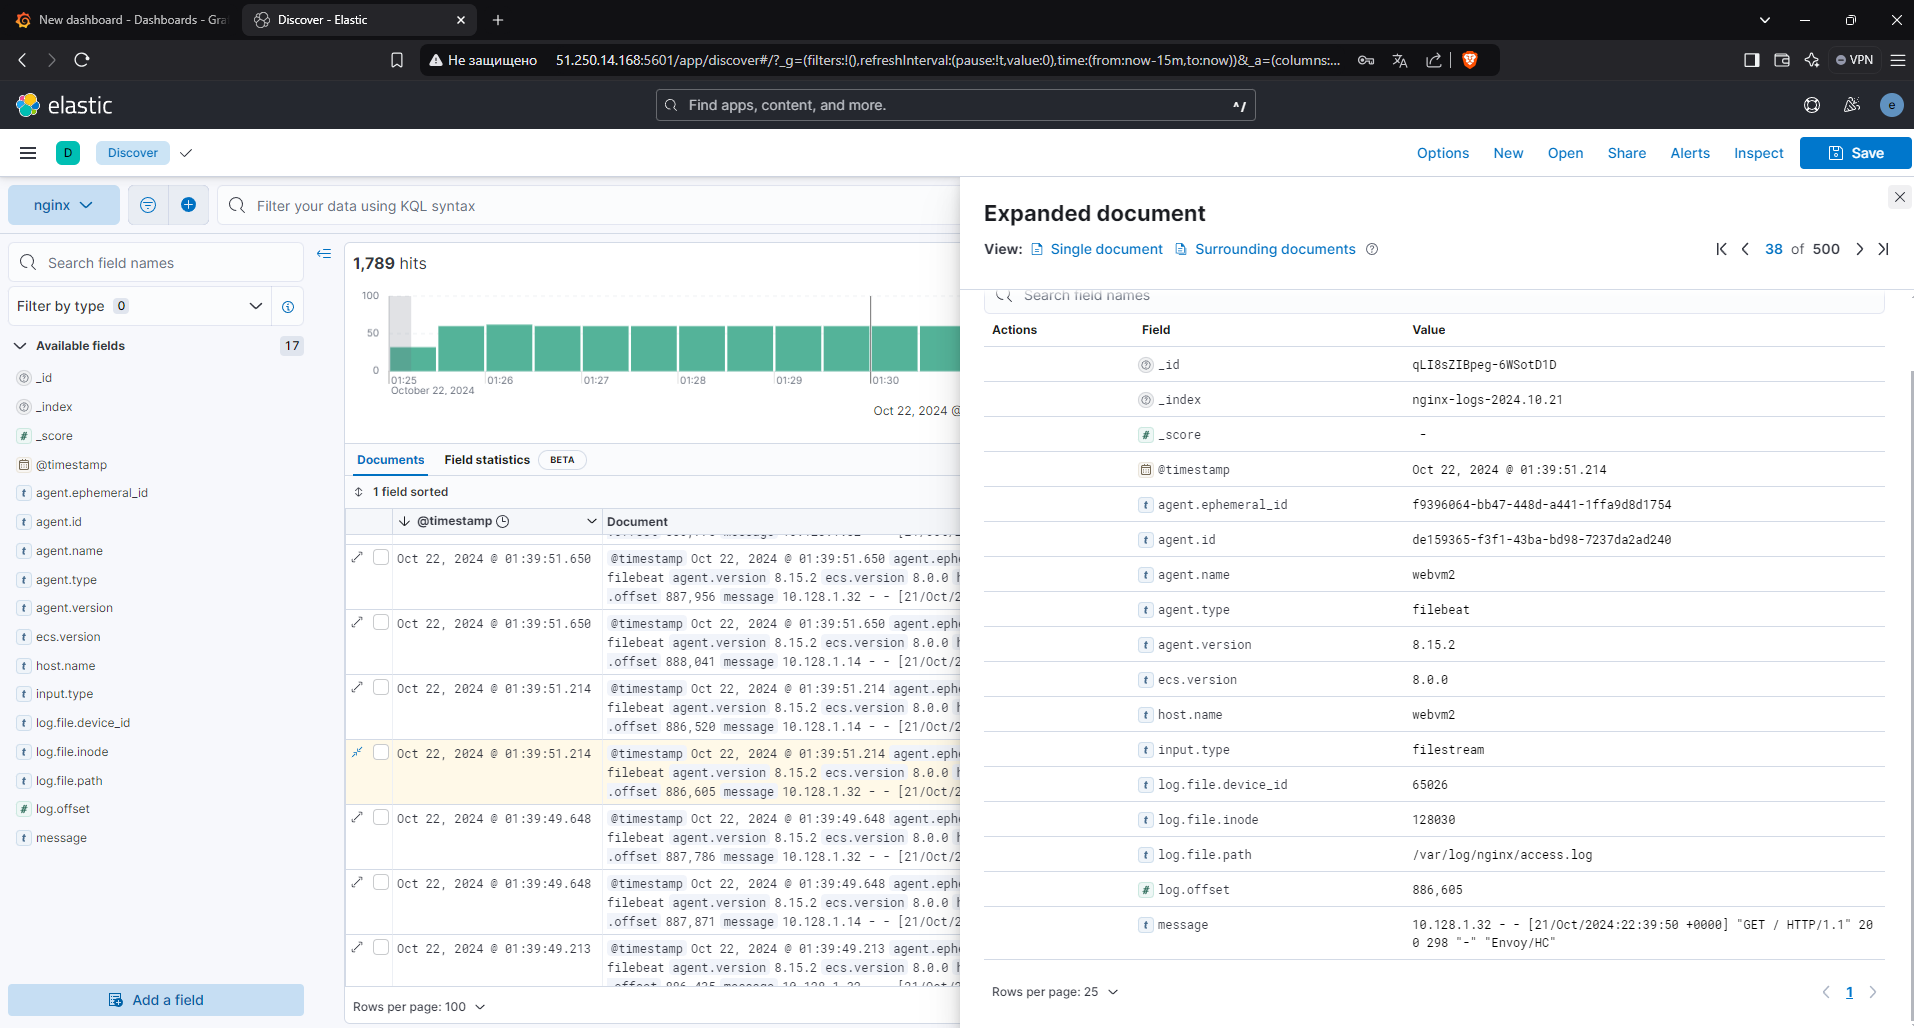 New dashboard - Dashboards - Gra
Discover - Elastic
Не защищено 51.250.14.168:5601/app/discover#/?_g=(filters:!(),refreshInterval:(pause:!t,value:0),time:(from:now-15m,to:now))&_a=(columns:...
VPN
elastic
Find apps, content, and more.
^/
e
D
Discover
Options
New
Open
Share
Alerts
Inspect
Save
nginx
Filter your data using KQL syntax
Search field names
Filter by type 0
Available fields 17
_id
_index
_score
@timestamp
agent.ephemeral_id
agent.id
agent.name
agent.type
agent.version
ecs.version
host.name
input.type
log.file.device_id
log.file.inode
log.file.path
log.offset
message
Add a field
1,789 hits
100
50
0
01:25
October 22, 2024
01:26
01:27
01:28
01:29
01:30
Oct 22, 2024 @
Documents
Field statistics
BETA
1 field sorted
@timestamp
Document
Oct 22, 2024 @ 01:39:51.650 @timestamp Oct 22, 2024 @ 01:39:51.650 agent.ephe
filebeat agent.version 8.15.2 ecs.version 8.0.0 h
.offset 887,956 message 10.128.1.32 - - [21/Oct/2
Oct 22, 2024 @ 01:39:51.650 @timestamp Oct 22, 2024 @ 01:39:51.650 agent.ephe
filebeat agent.version 8.15.2 ecs.version 8.0.0 h
.offset 888,041 message 10.128.1.14 - - [21/Oct/2
Oct 22, 2024 @ 01:39:51.214 @timestamp Oct 22, 2024 @ 01:39:51.214 agent.ephe
filebeat agent.version 8.15.2 ecs.version 8.0.0 h
.offset 886,520 message 10.128.1.14 - - [21/Oct/2
Oct 22, 2024 @ 01:39:51.214 @timestamp Oct 22, 2024 @ 01:39:51.214 agent.ephe
filebeat agent.version 8.15.2 ecs.version 8.0.0 h
.offset 886,605 message 10.128.1.32 - - [21/Oct/2
Oct 22, 2024 @ 01:39:49.648 @timestamp Oct 22, 2024 @ 01:39:49.648 agent.ephe
filebeat agent.version 8.15.2 ecs.version 8.0.0 h
.offset 887,786 message 10.128.1.32 - - [21/Oct/2
Oct 22, 2024 @ 01:39:49.648 @timestamp Oct 22, 2024 @ 01:39:49.648 agent.ephe
filebeat agent.version 8.15.2 ecs.version 8.0.0 h
.offset 887,871 message 10.128.1.14 - - [21/Oct/2
Oct 22, 2024 @ 01:39:49.213 @timestamp Oct 22, 2024 @ 01:39:49.213 agent.ephe
filebeat agent.version 8.15.2 ecs.version 8.0.0 h
Rows per page: 100
Expanded document
View: Single document Surrounding documents
38 of 500
Search field names
Actions Field Value
_id qLI8sZIBpeg-6WSotD1D
_index nginx-logs-2024.10.21
_score -
@timestamp Oct 22, 2024 @ 01:39:51.214
agent.ephemeral_id f9396064-bb47-448d-a441-1ffa9d8d1754
agent.id de159365-f3f1-43ba-bd98-7237da2ad240
agent.name webvm2
agent.type filebeat
agent.version 8.15.2
ecs.version 8.0.0
host.name webvm2
input.type filestream
log.file.device_id 65026
log.file.inode 128030
log.file.path /var/log/nginx/access.log
log.offset 886,605
message 10.128.1.32 - - [21/Oct/2024:22:39:50 +0000] "GET / HTTP/1.1" 20
0 298 "-" "Envoy/HC"
Rows per page: 25
1